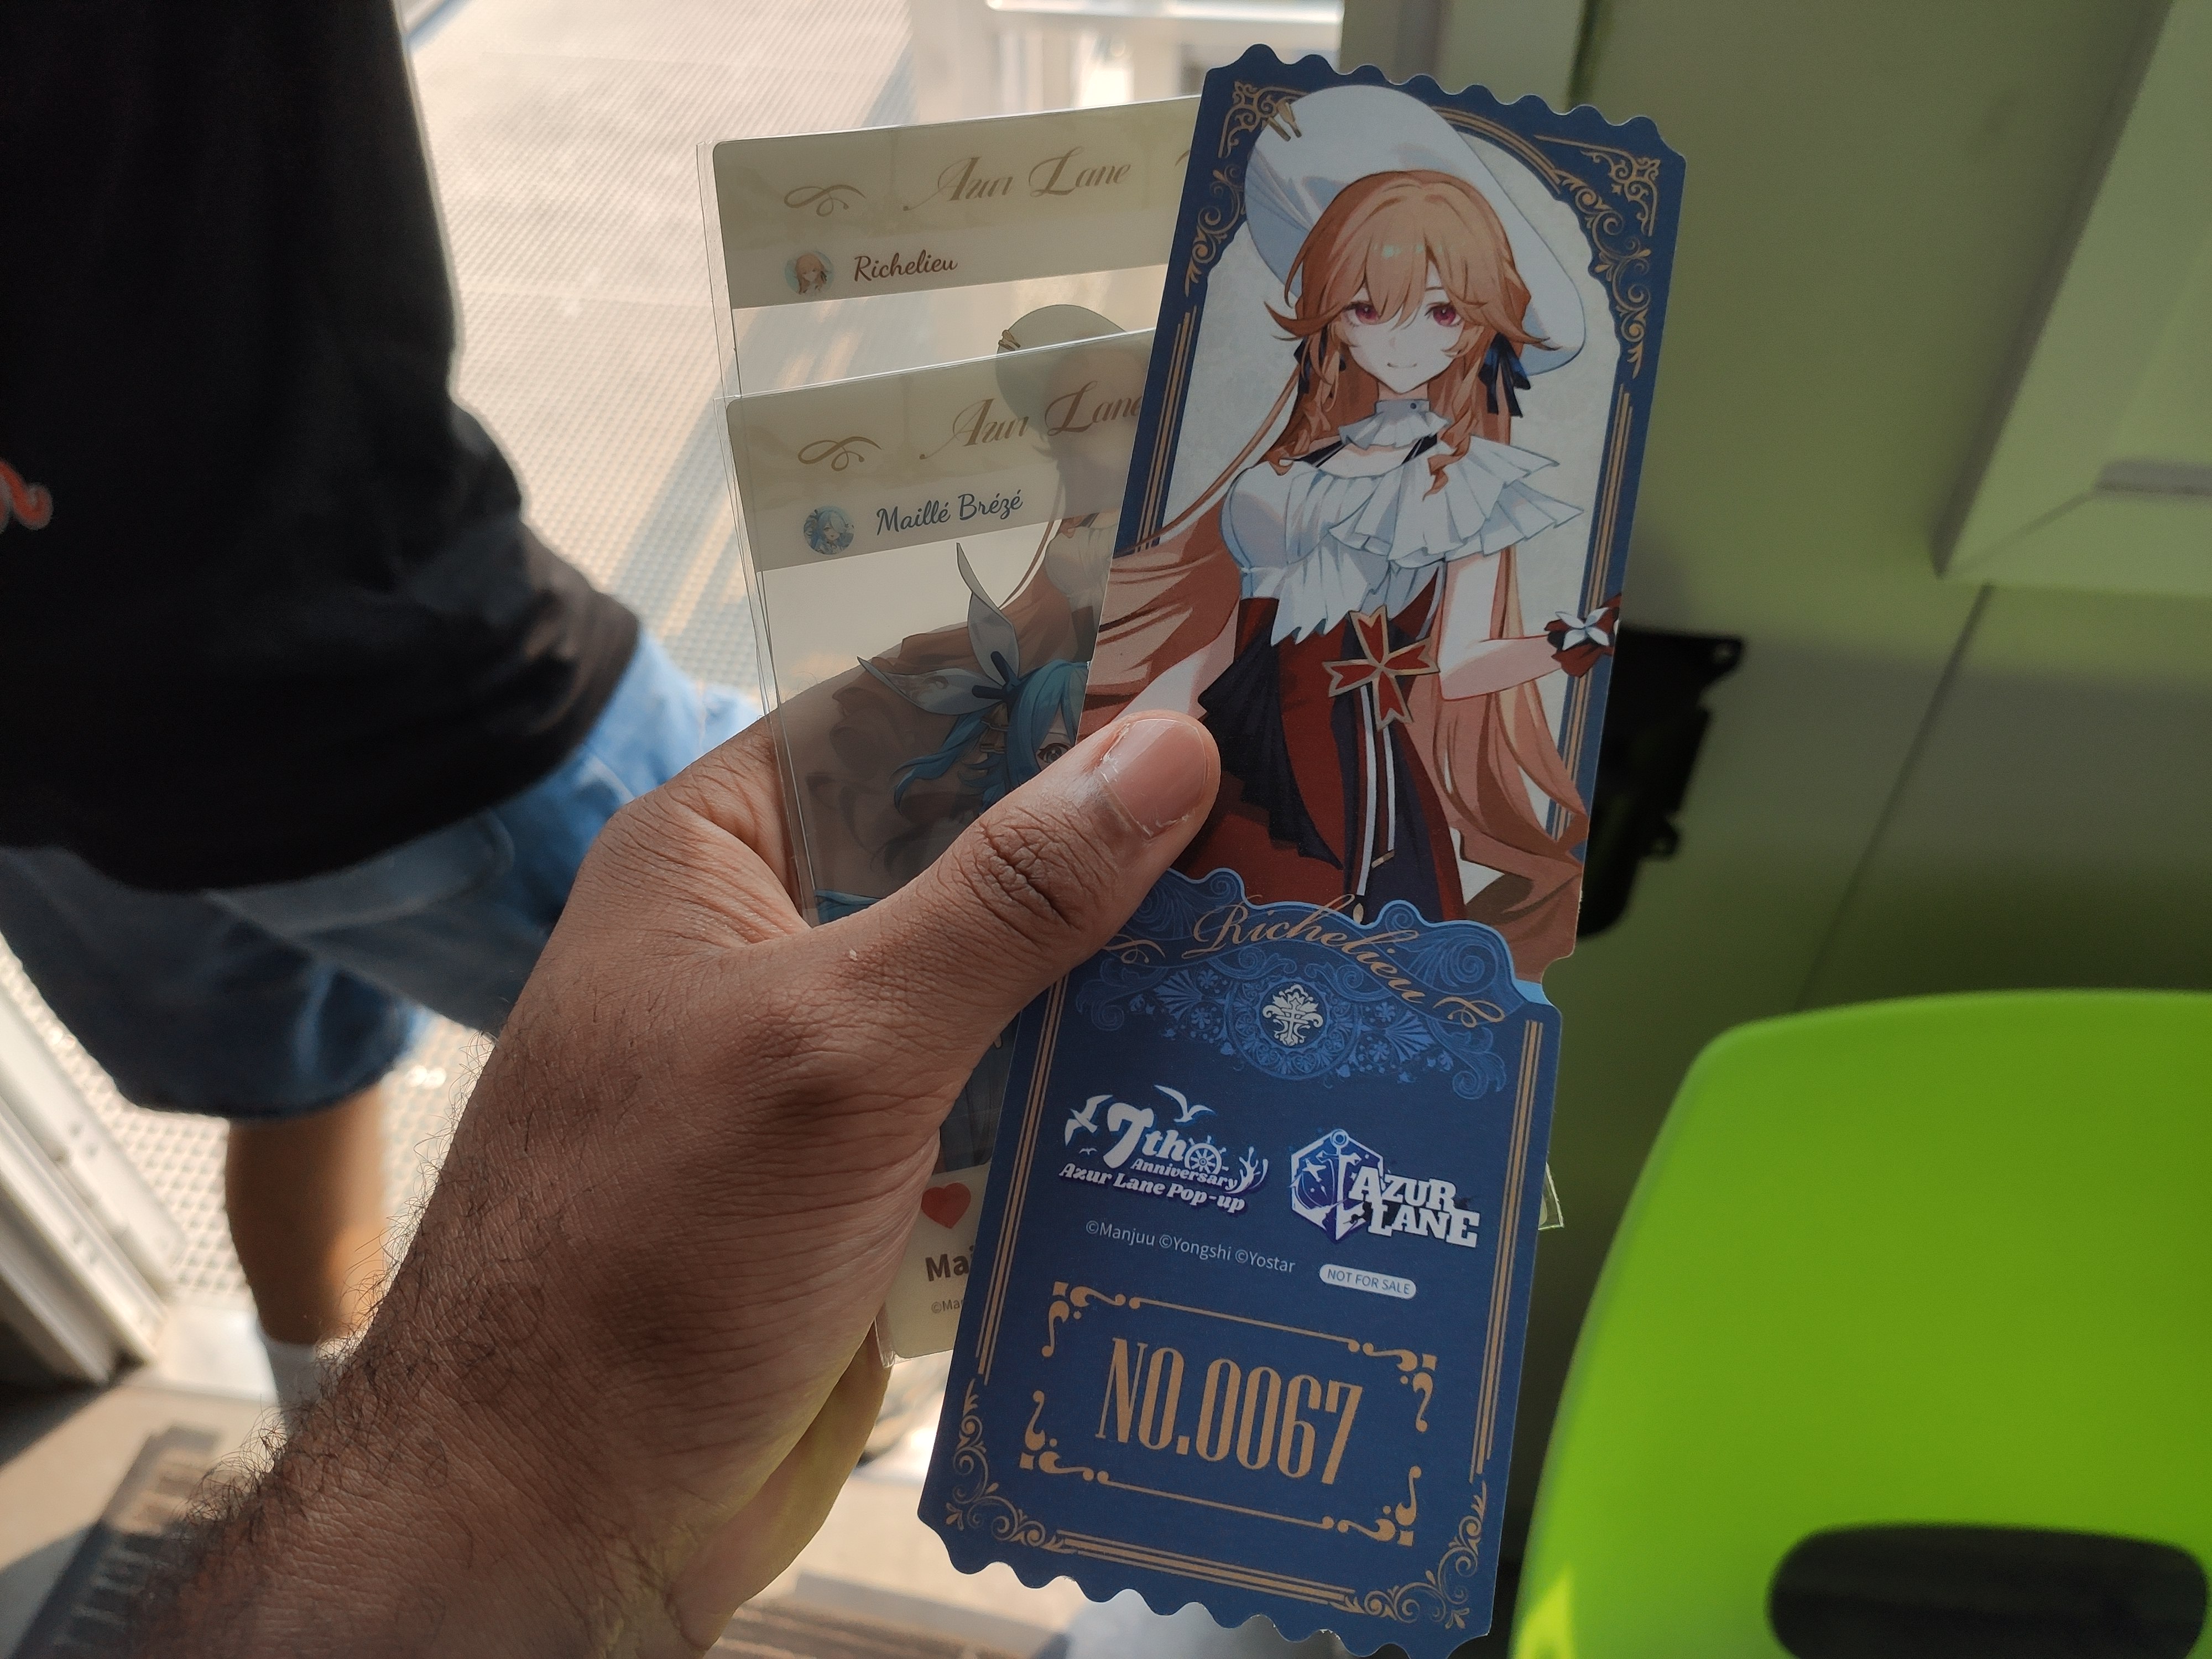 Azur Lane
Richelieu
Azur Lane
Maillé Brézé
Richelieu
7th
Anniversary
Azur Lane Pop-up
AZUR
LANE
©Manjuu ©Yongshi ©Yostar
NOT FOR SALE
NO.0067